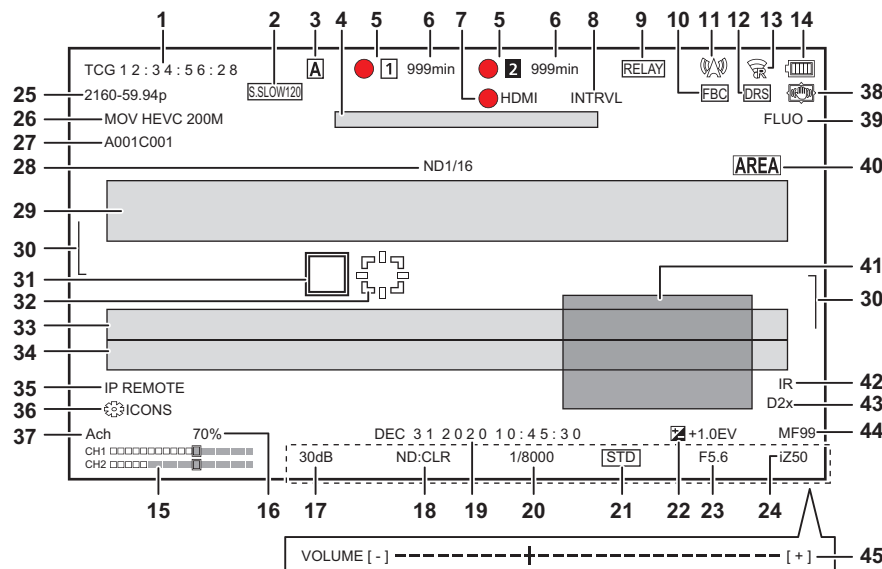 1 2 3 4 5 6 7 5 6 8 9 10 11 12 13 14
TCG 12:34:56:28 S.SLOW120 A 1 999min 2 999min RELAY R
25 2160-59.94p HDMI INTRVL FBC DRS 38
26 MOV HEVC 200M FLUO 39
27 A001C001
28 ND1/16 AREA 40
29
30
31 41
32 30
33
34
35 IP REMOTE IR 42
36 ICONS D2x 43
37 Ach 70% DEC 31 2020 10:45:30 +1.0EV MF99 44
CH1
CH2 30dB ND:CLR 1/8000 STD F5.6 iZ50
15 16 17 18 19 20 21 22 23 24
VOLUME [ - ] [ + ] 45